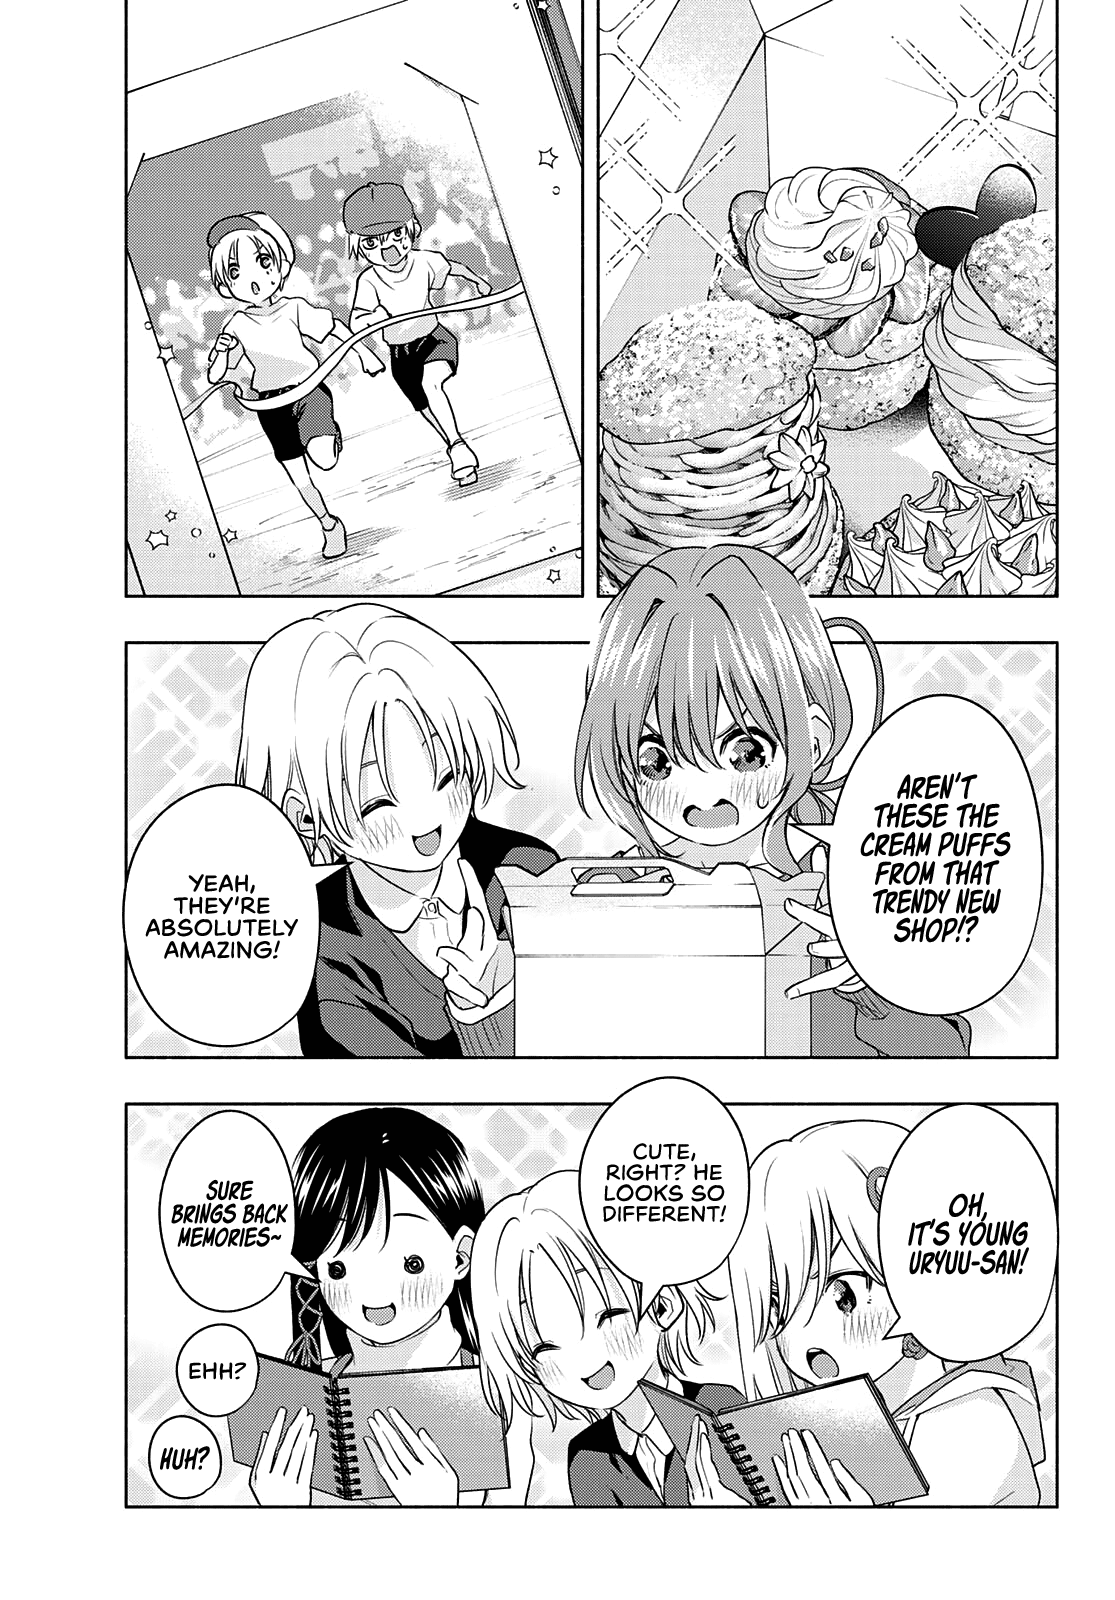 AREN'T
THESE THE
CREAM PUFFS
FROM THAT
TRENDY NEW
SHOP!?
YEAH,
THEY'RE
ABSOLUTELY
AMAZING!
OH,
IT'S YOUNG
URYUU-SAN!
CUTE,
RIGHT? HE
LOOKS SO
DIFFERENT!
SURE
BRINGS BACK
MEMORIES~
EHH?
HUH?